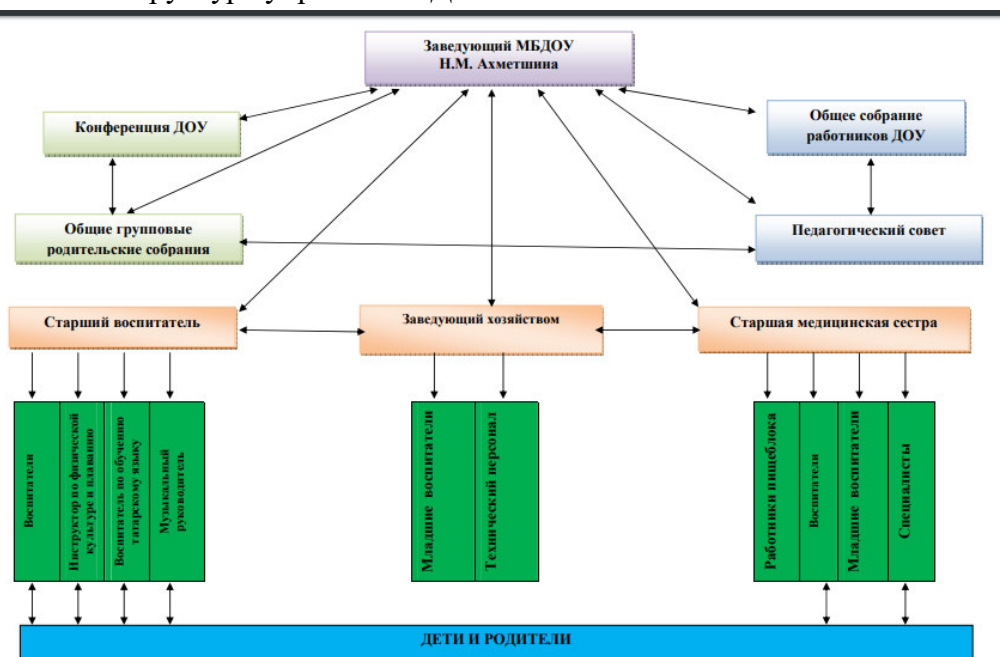 Заведующий МБДОУ
Н.М. Ахметшина
Конференция ДОУ
Общее собрание
работников ДОУ
Общие групповые
родительские собрания
Педагогический совет
Старший воспитатель
Заведующий хозяйством
Старшая медицинская сестра
Воспитатели
Инструктор по физической
культуре и плаванию
Воспитатель по обучению
татарскому языку
Музыкальный
руководитель
Младшие воспитатели
Технический персонал
Работники пищеблока
Воспитатели
Младшие воспитатели
Специалисты
ДЕТИ И РОДИТЕЛИ